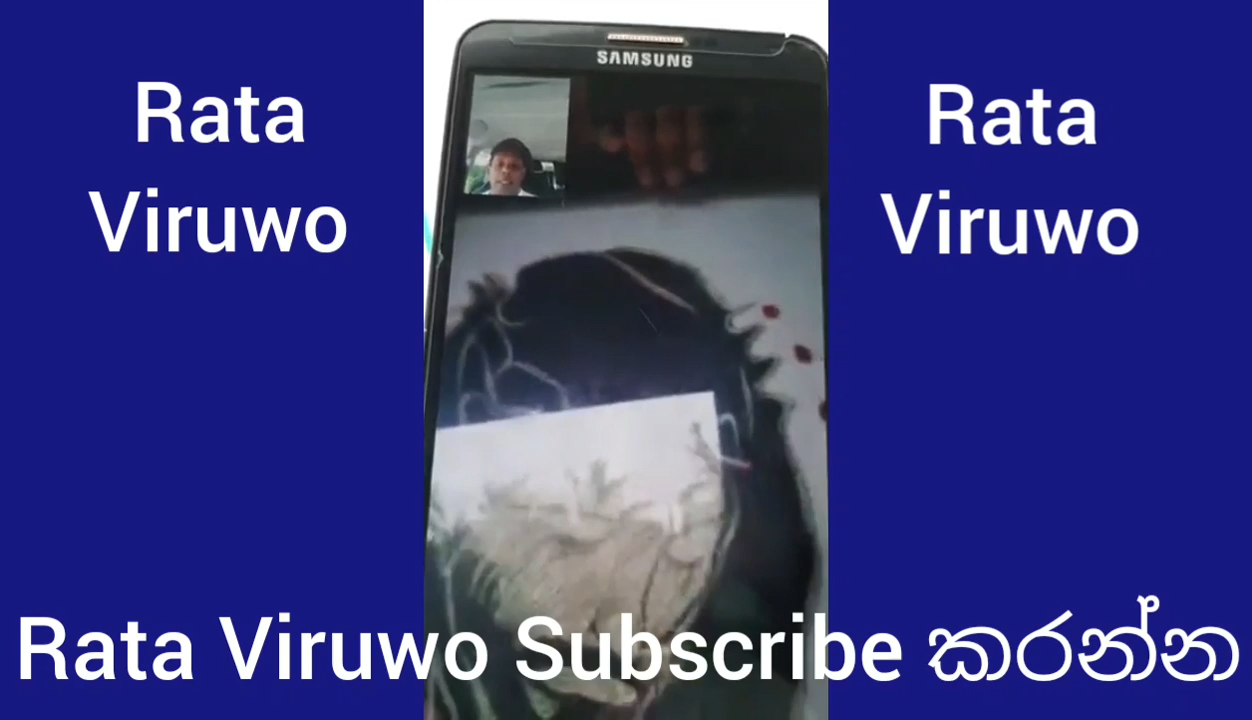 SAMSUNG
Rata
Viruwo
Rata
Viruwo
Rata Viruwo Subscribe කරන්න